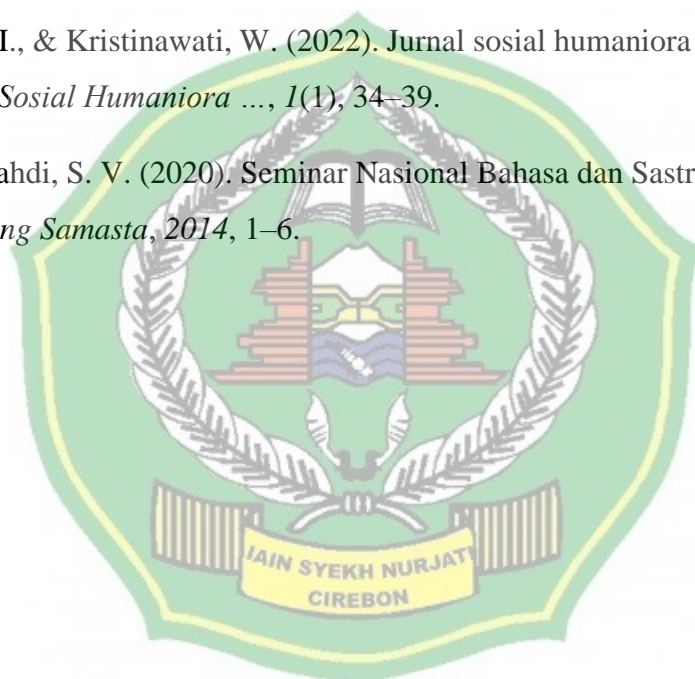 I., & Kristinawati, W. (2022). Jurnal sosial humaniora
Sosial Humaniora …, 1(1), 34–39.
ahdi, S. V. (2020). Seminar Nasional Bahasa dan Sastr
ng Samasta, 2014, 1–6.
IAIN SYEKH NURJATI
CIREBON